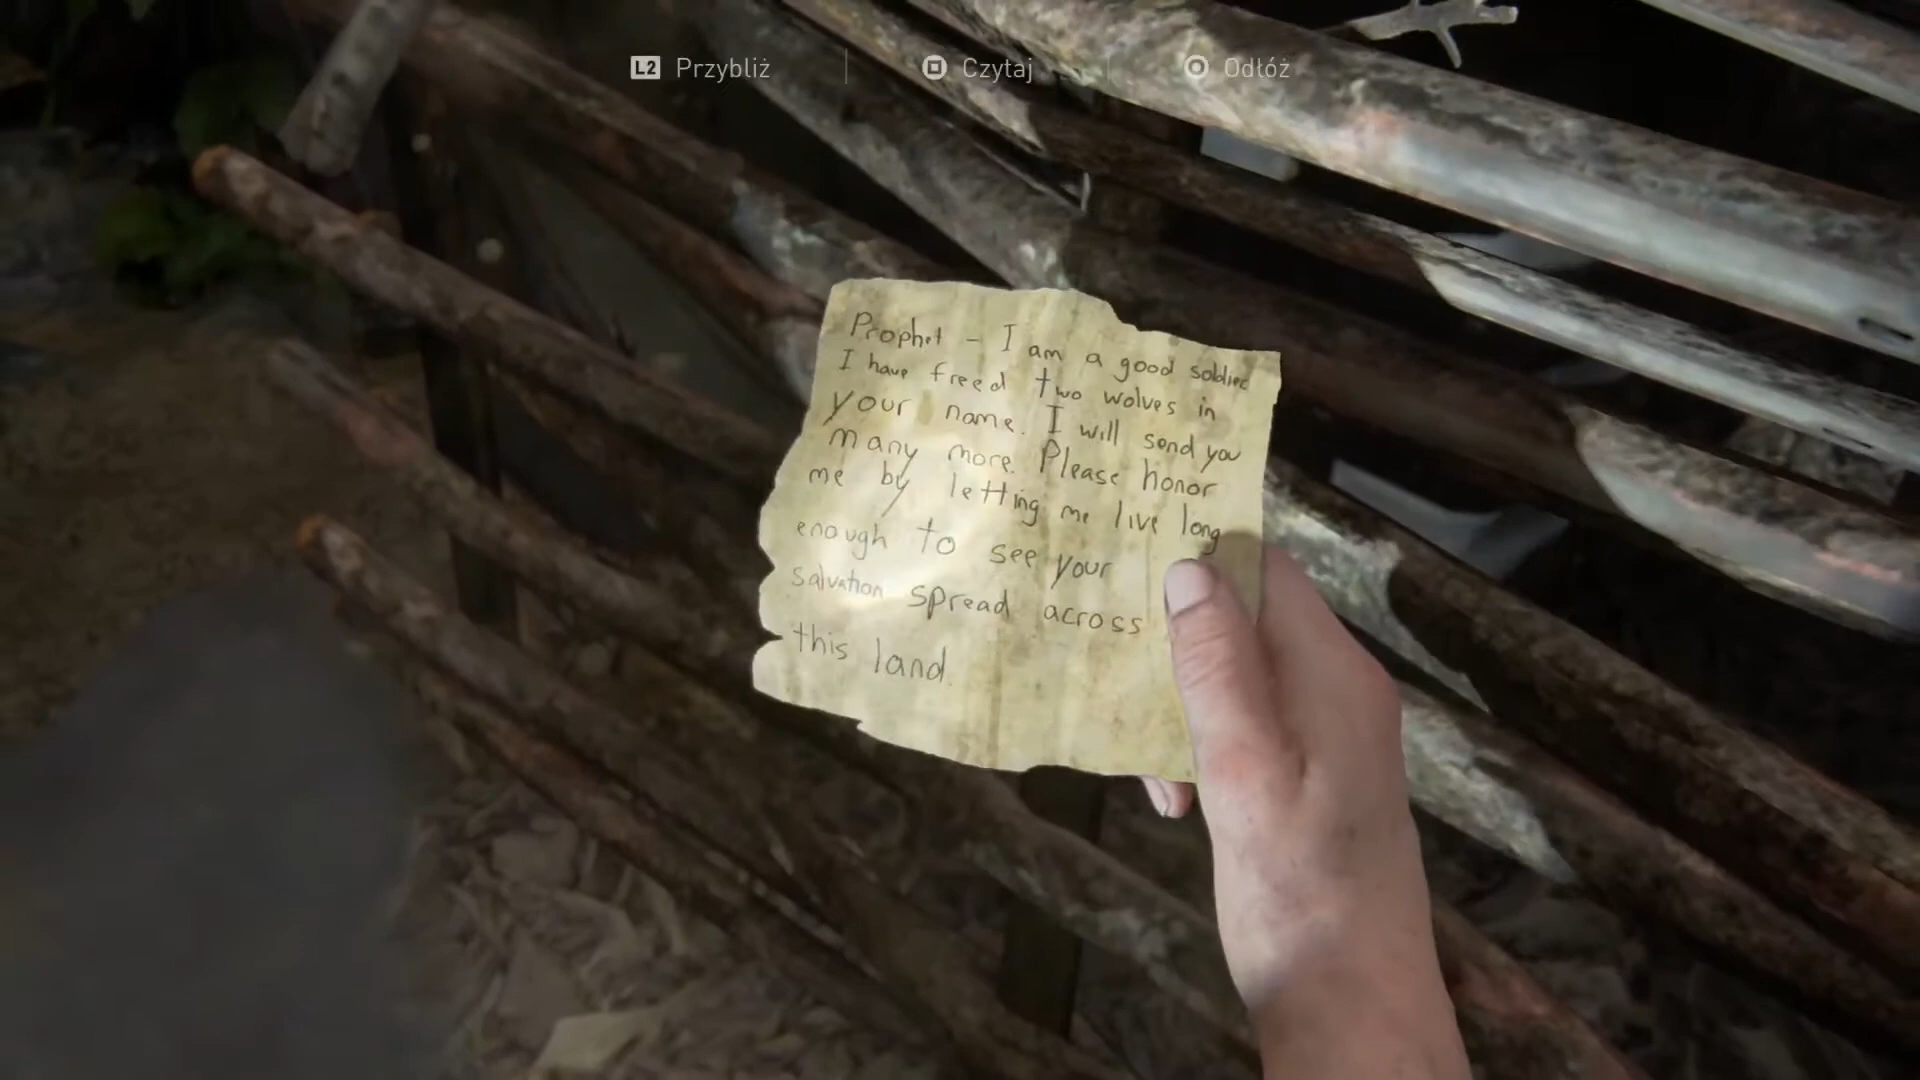 L2 Przybliż Czytaj Odłóż
Prophet - I am a good soldier
I have freed two wolves in
your name. I will send you
many more. Please honor
me by letting me live long
enough to see your
salvation spread across
this land.